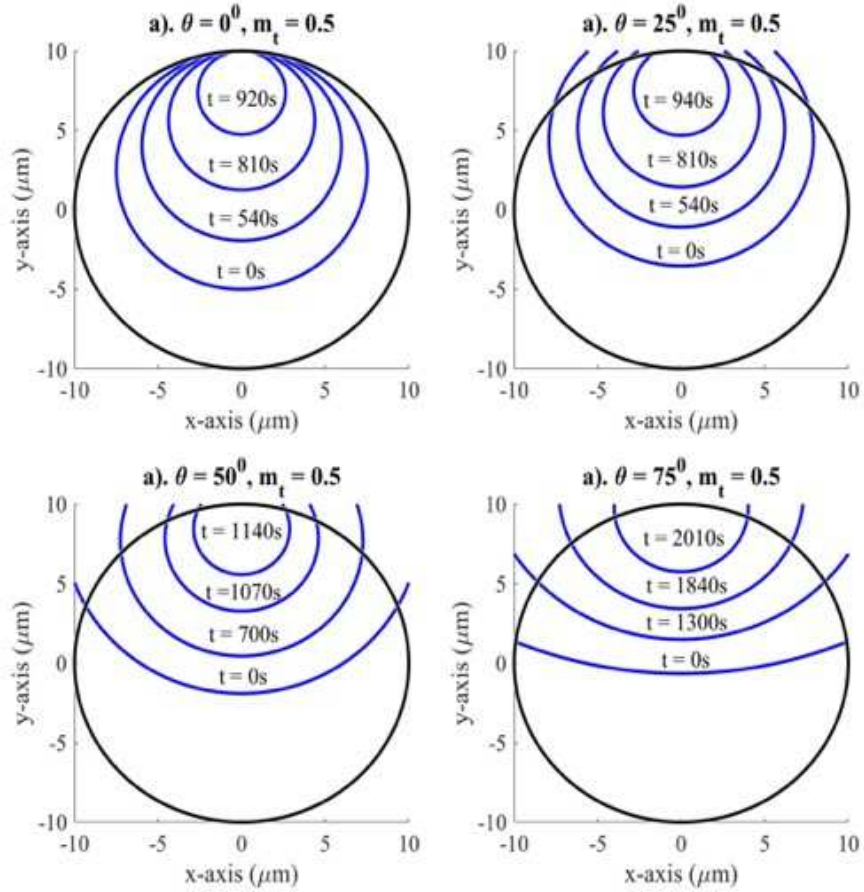 a). θ = 0⁰, m_t = 0.5
10
5
0
-5
-10
y-axis (μm)
t = 920s
t = 810s
t = 540s
t = 0s
-10 -5 0 5 10
x-axis (μm)
a). θ = 25⁰, m_t = 0.5
10
5
0
-5
-10
y-axis (μm)
t = 940s
t = 810s
t = 540s
t = 0s
-10 -5 0 5 10
x-axis (μm)
a). θ = 50⁰, m_t = 0.5
10
5
0
-5
-10
y-axis (μm)
t = 1140s
t =1070s
t = 700s
t = 0s
-10 -5 0 5 10
x-axis (μm)
a). θ = 75⁰, m_t = 0.5
10
5
0
-5
-10
y-axis (μm)
t = 2010s
t = 1840s
t = 1300s
t = 0s
-10 -5 0 5 10
x-axis (μm)